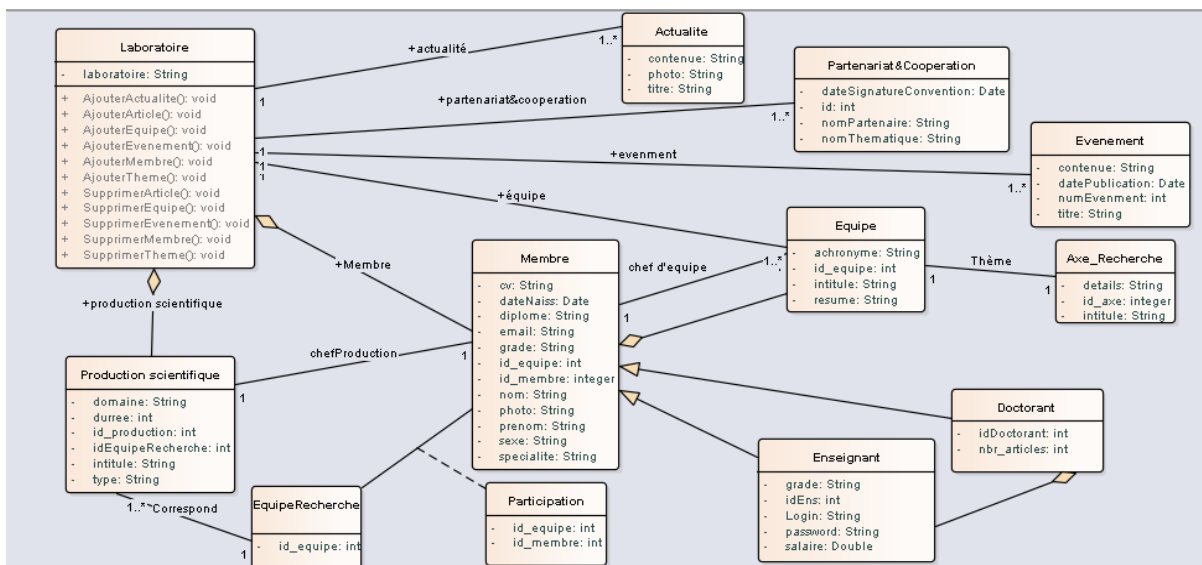 Laboratoire
- laboratoire: String
+ AjouterActualite(): void
+ AjouterArticle(): void
+ AjouterEquipe(): void
+ AjouterEvenement(): void
+ AjouterMembre(): void
+ AjouterTheme(): void
+ SupprimerArticle(): void
+ SupprimerEquipe(): void
+ SupprimerEvenement(): void
+ SupprimerMembre(): void
+ SupprimerTheme(): void
+actualité
1
1..*
Actualite
- contenue: String
- photo: String
- titre: String
+partenariat&cooperation
1
1..*
Partenariat&Cooperation
- dateSignatureConvention: Date
- id: int
- nomPartenaire: String
- nomThematique: String
+evenment
1
1..*
Evenement
- contenue: String
- datePublication: Date
- numEvenment: int
- titre: String
+équipe
1
1..*
Equipe
- achronyme: String
- id_equipe: int
- intitule: String
- resume: String
Thème
1
1
Axe_Recherche
- details: String
- id_axe: integer
- intitule: String
+Membre
chef d'equipe
1
Membre
- cv: String
- dateNaiss: Date
- diplome: String
- email: String
- grade: String
- id_equipe: int
- id_membre: integer
- nom: String
- photo: String
- prenom: String
- sexe: String
- specialite: String
+production scientifique
chefProduction
1
1
Production scientifique
- domaine: String
- durree: int
- id_production: int
- idEquipeRecherche: int
- intitule: String
- type: String
1..*
Correspond
1
EquipeRecherche
- id_equipe: int
Participation
- id_equipe: int
- id_membre: int
Enseignant
- grade: String
- idEns: int
- Login: String
- password: String
- salaire: Double
Doctorant
- idDoctorant: int
- nbr_articles: int